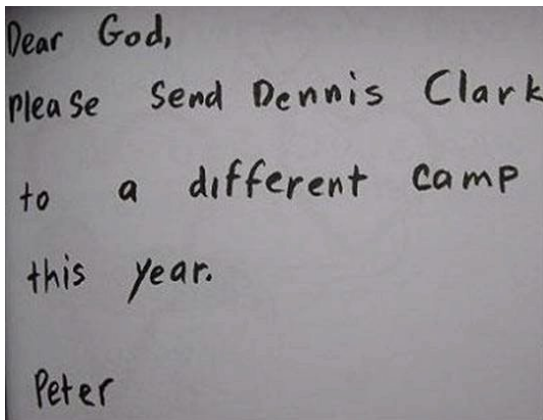 Dear God,
Please Send Dennis Clark
to a different camp
this year.
Peter